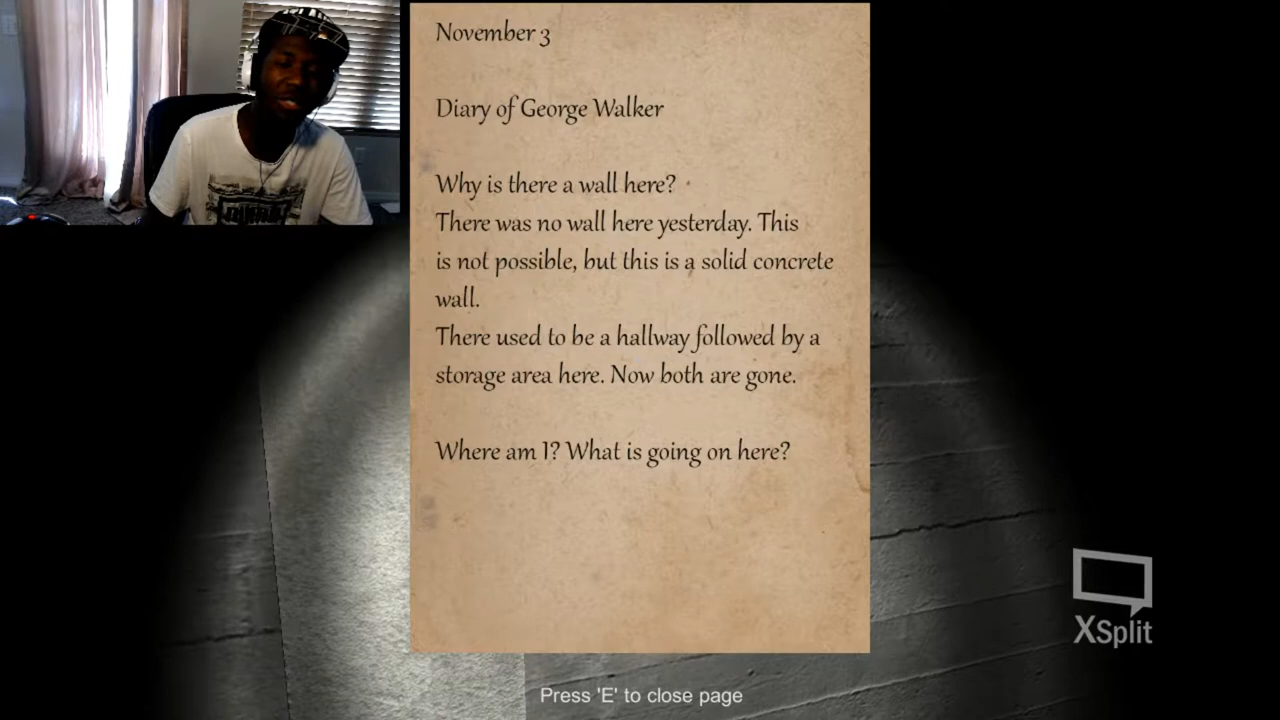 November 3
Diary of George Walker
Why is there a wall here?
There was no wall here yesterday. This
is not possible, but this is a solid concrete
wall.
There used to be a hallway followed by a
storage area here. Now both are gone.
Where am I? What is going on here?
XSplit
Press 'E' to close page